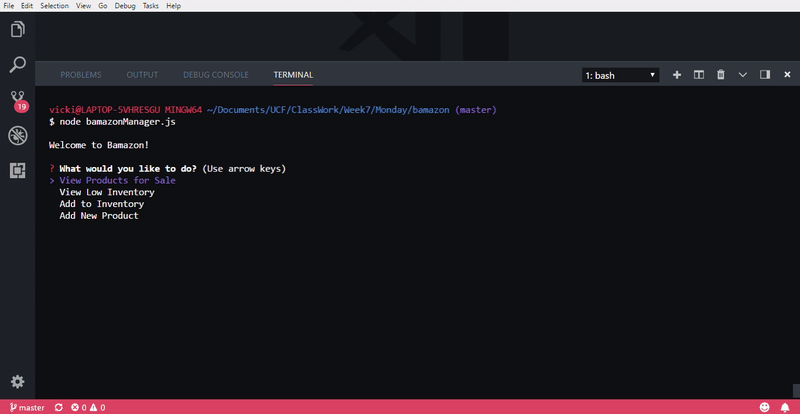 File Edit Selection View Go Debug Tasks Help
PROBLEMS OUTPUT DEBUG CONSOLE TERMINAL 1: bash
vicki@LAPTOP-5VHRESGU MINGW64 ~/Documents/UCF/ClassWork/Week7/Monday/bamazon (master)
$ node bamazonManager.js
Welcome to Bamazon!
? What would you like to do? (Use arrow keys)
> View Products for Sale
View Low Inventory
Add to Inventory
Add New Product
19
master 0 0